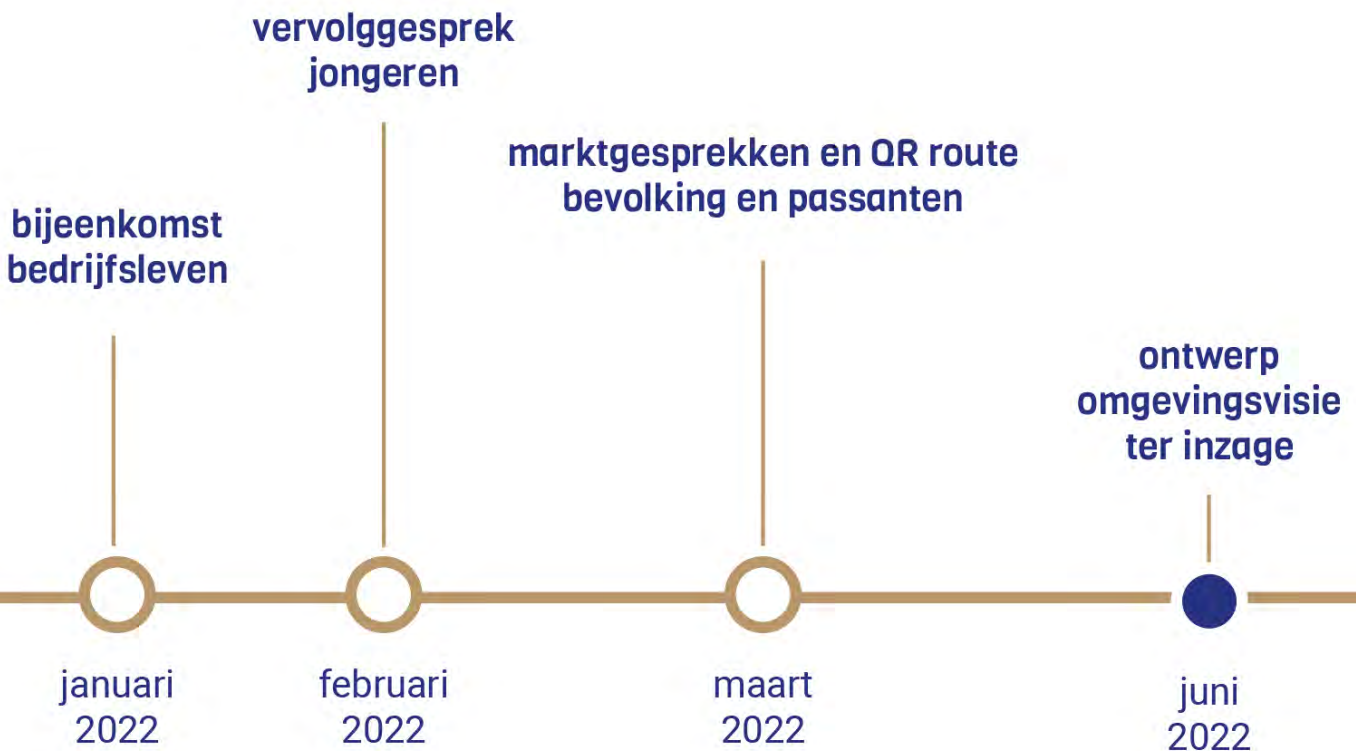 vervolggesprek
jongeren
marktgesprekken en QR route
bevolking en passanten
bijeenkomst
bedrijfsleven
ontwerp
omgevingsvisie
ter inzage
januari
2022
februari
2022
maart
2022
juni
2022